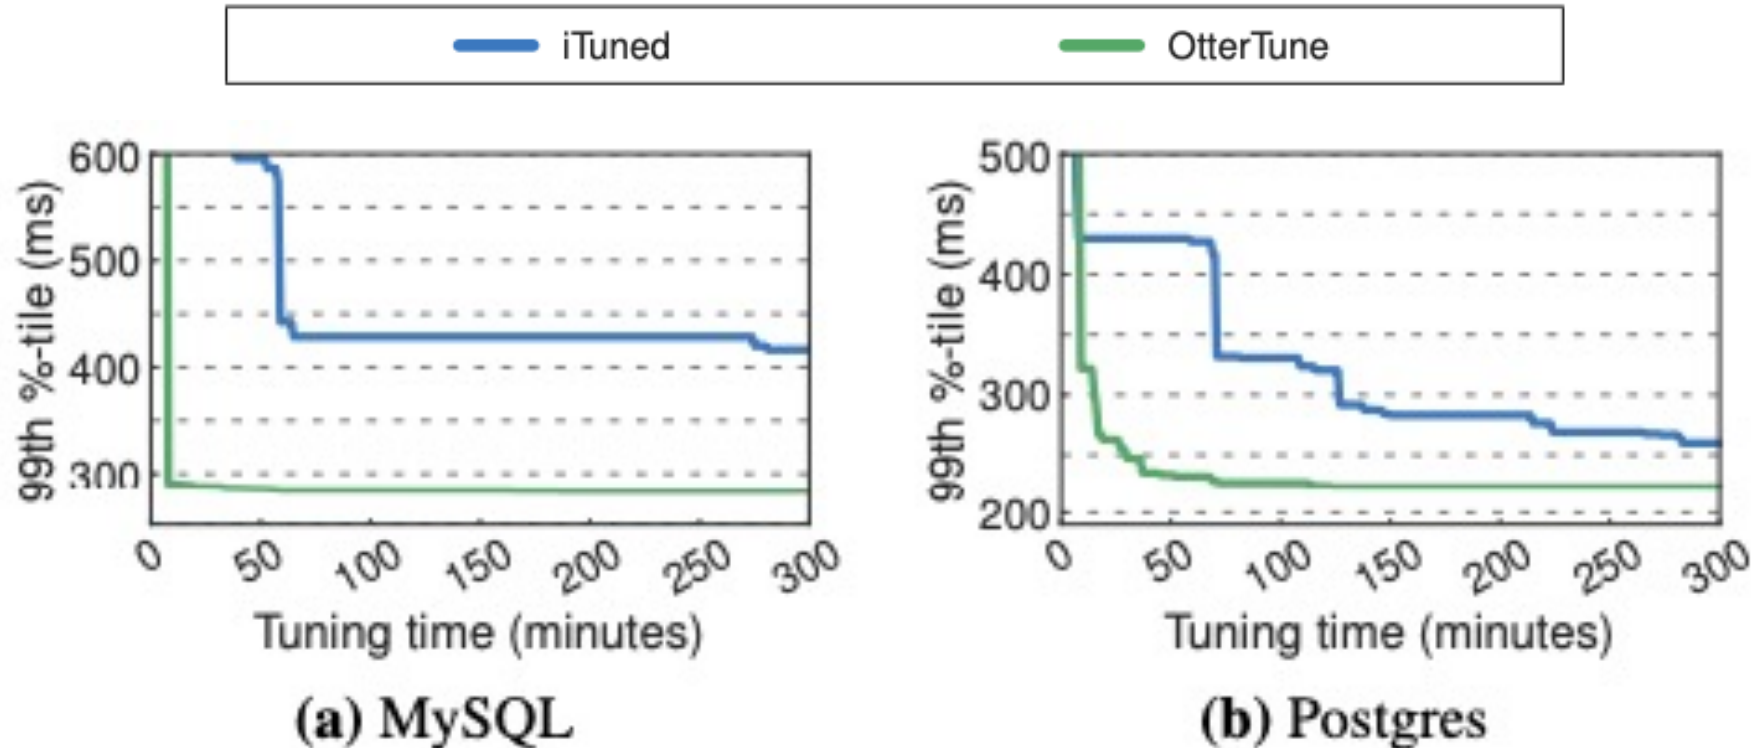 iTuned OtterTune
600
500
400
300
99th %-tile (ms)
0 50 100 150 200 250 300
Tuning time (minutes)
(a) MySQL
500
400
300
200
99th %-tile (ms)
0 50 100 150 200 250 300
Tuning time (minutes)
(b) Postgres